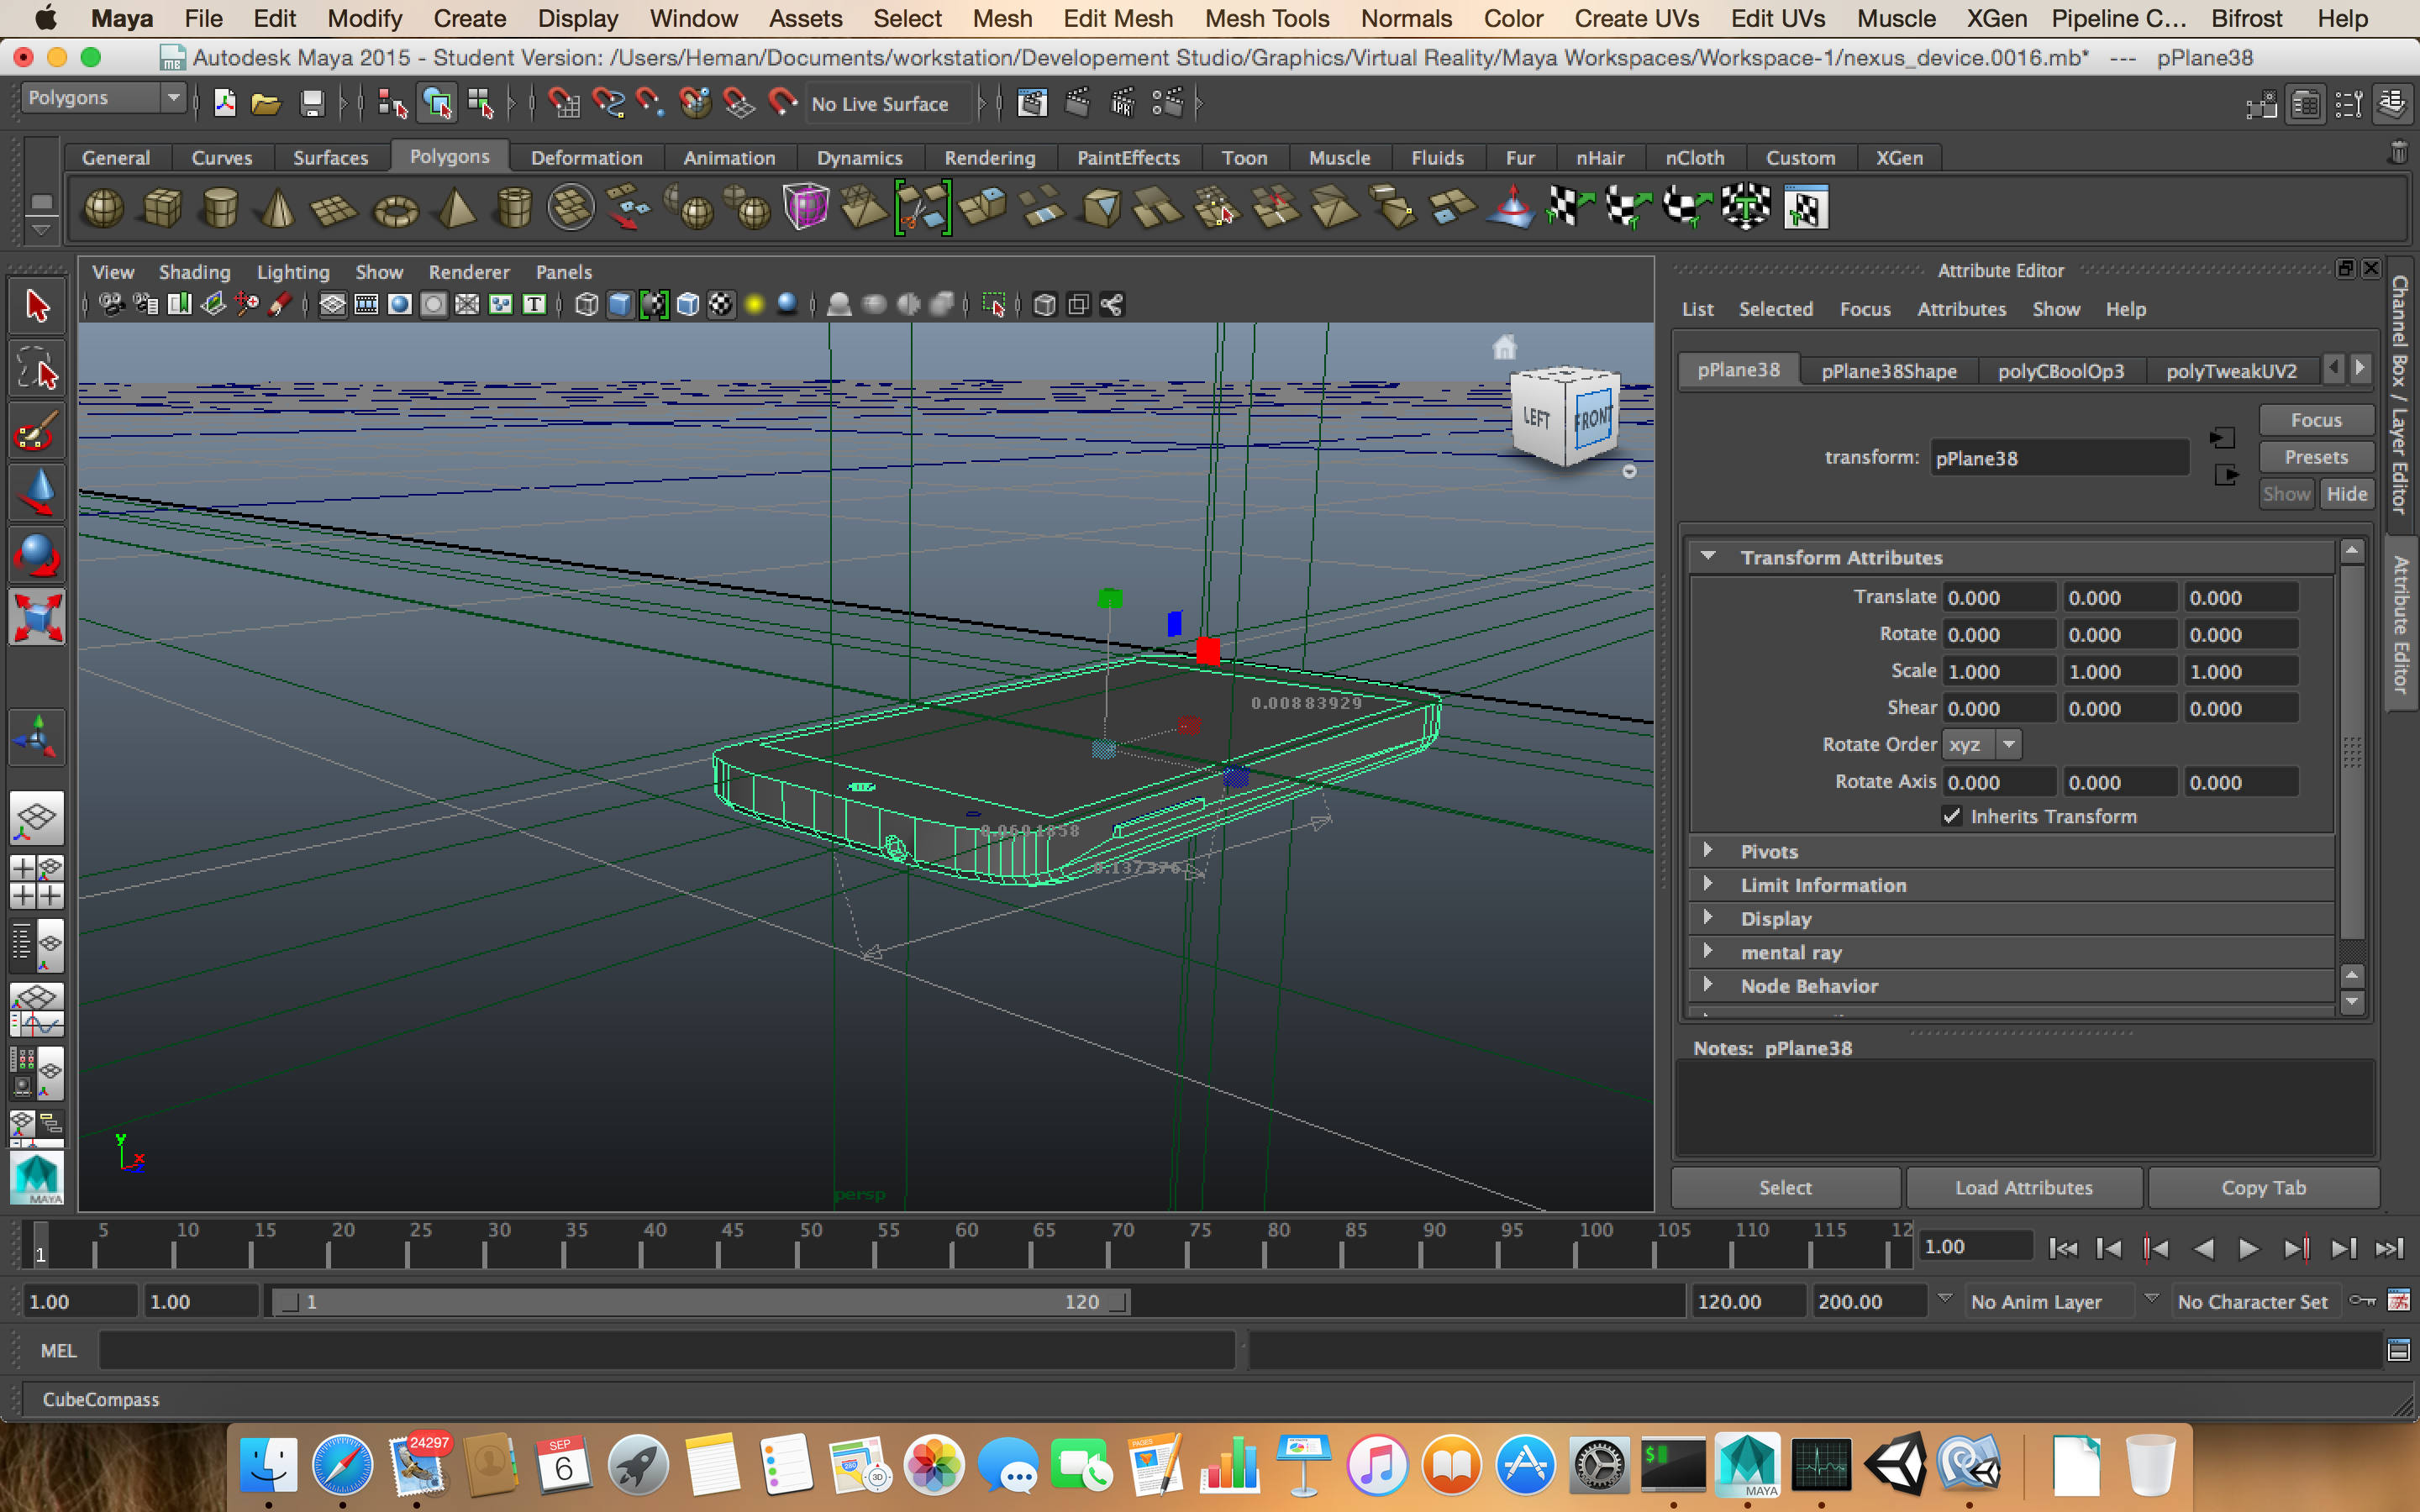 Maya File Edit Modify Create Display Window Assets Select Mesh Edit Mesh Mesh Tools Normals Color Create UVs Edit UVs Muscle XGen Pipeline C... Bifrost Help
Autodesk Maya 2015 - Student Version: /Users/Heman/Documents/workstation/Developement Studio/Graphics/Virtual Reality/Maya Workspaces/Workspace-1/nexus_device.0016.mb* --- pPlane38
Polygons
No Live Surface
General Curves Surfaces Polygons Deformation Animation Dynamics Rendering PaintEffects Toon Muscle Fluids Fur nHair nCloth Custom XGen
View Shading Lighting Show Renderer Panels
LEFT FRONT
0.00883929
0.137376
y
x
persp
Attribute Editor
List Selected Focus Attributes Show Help
pPlane38 pPlane38Shape polyCBoolOp3 polyTweakUV2
transform: pPlane38
Focus
Presets
Show Hide
Transform Attributes
Translate 0.000 0.000 0.000
Rotate 0.000 0.000 0.000
Scale 1.000 1.000 1.000
Shear 0.000 0.000 0.000
Rotate Order xyz
Rotate Axis 0.000 0.000 0.000
Inherits Transform
Pivots
Limit Information
Display
mental ray
Node Behavior
Notes: pPlane38
Select Load Attributes Copy Tab
Channel Box / Layer Editor
Attribute Editor
MAYA
1 5 10 15 20 25 30 35 40 45 50 55 60 65 70 75 80 85 90 95 100 105 110 115 12
1.00
1.00 1.00 1 120 120.00 200.00 No Anim Layer No Character Set
MEL
CubeCompass
24297
SEP
6
280
3D
PAGES
MAYA